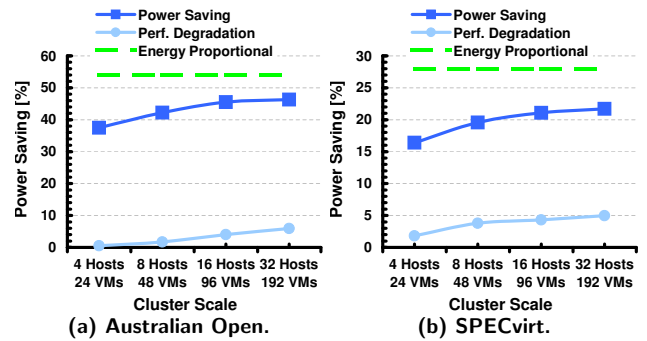 Power Saving
Perf. Degradation
Energy Proportional
Power Saving [%]
60
50
40
30
20
10
0
4 Hosts 8 Hosts 16 Hosts 32 Hosts
24 VMs 48 VMs 96 VMs 192 VMs
Cluster Scale
(a) Australian Open.
Power Saving
Perf. Degradation
Energy Proportional
Power Saving [%]
30
25
20
15
10
5
0
4 Hosts 8 Hosts 16 Hosts 32 Hosts
24 VMs 48 VMs 96 VMs 192 VMs
Cluster Scale
(b) SPECvirt.